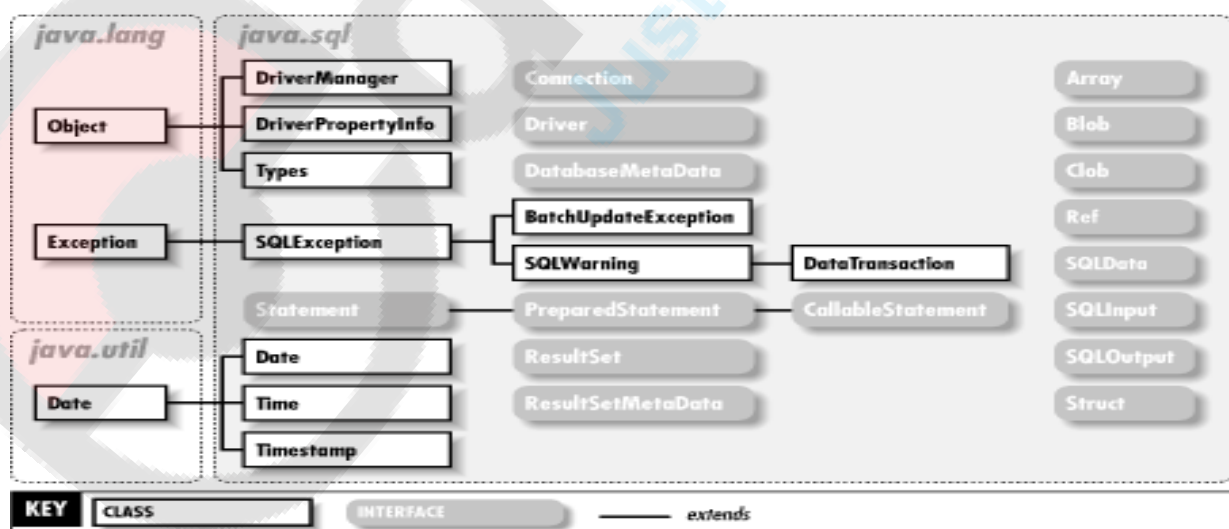 java.lang
java.sql
DriverManager
Connection
Array
Object
DriverPropertyInfo
Driver
Blob
Types
DatabaseMetaData
Clob
BatchUpdateException
Ref
Exception
SQLException
SQLWarning
DataTransaction
SQLData
Statement
PreparedStatement
CallableStatement
SQLInput
java.util
Date
ResultSet
SQLOutput
Date
Time
ResultSetMetaData
Struct
Timestamp
KEY
CLASS
INTERFACE
extends